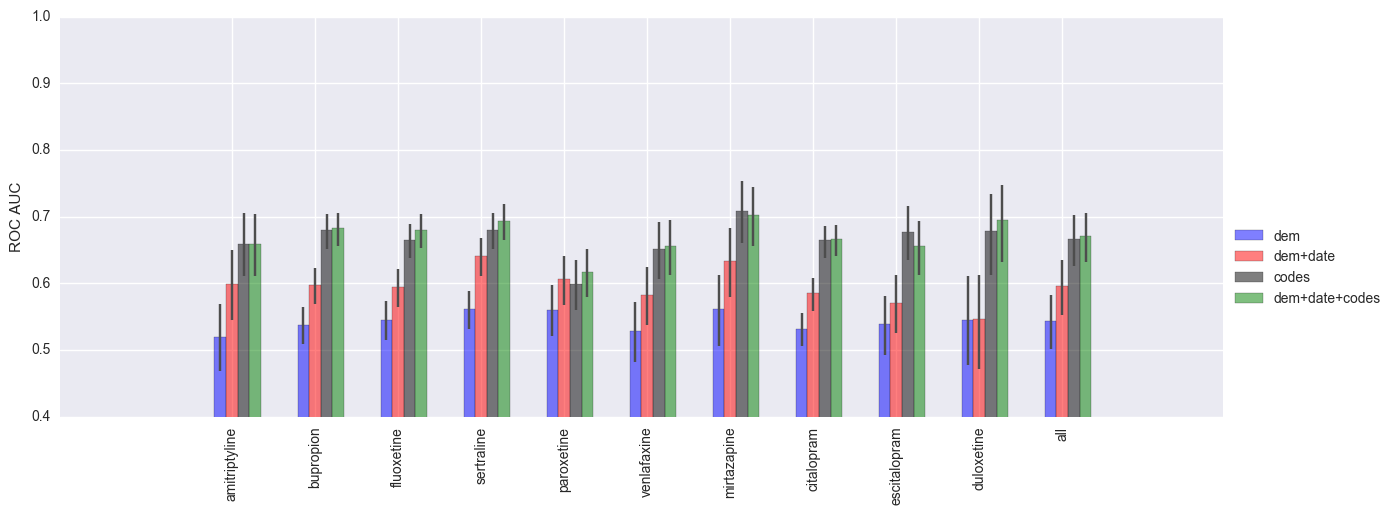 1.0
0.9
0.8
0.7
0.6
0.5
0.4
ROC AUC
amitriptyline
bupropion
fluoxetine
sertraline
paroxetine
venlafaxine
mirtazapine
citalopram
escitalopram
duloxetine
all
dem
dem+date
codes
dem+date+codes